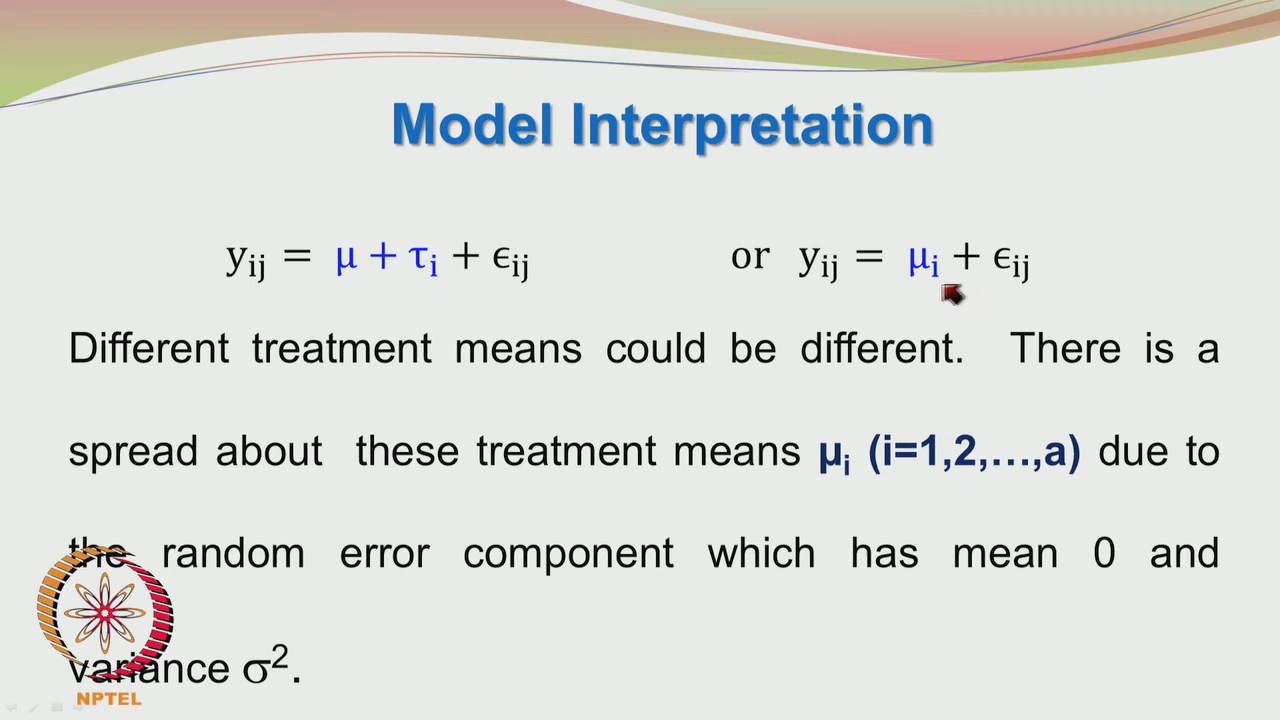 Model Interpretation
yᵢⱼ = μ + τᵢ + ϵᵢⱼ or yᵢⱼ = μᵢ + ϵᵢⱼ
Different treatment means could be different. There is a
spread about these treatment means μᵢ (i=1,2,…,a) due to
the random error component which has mean 0 and
variance σ².
NPTEL